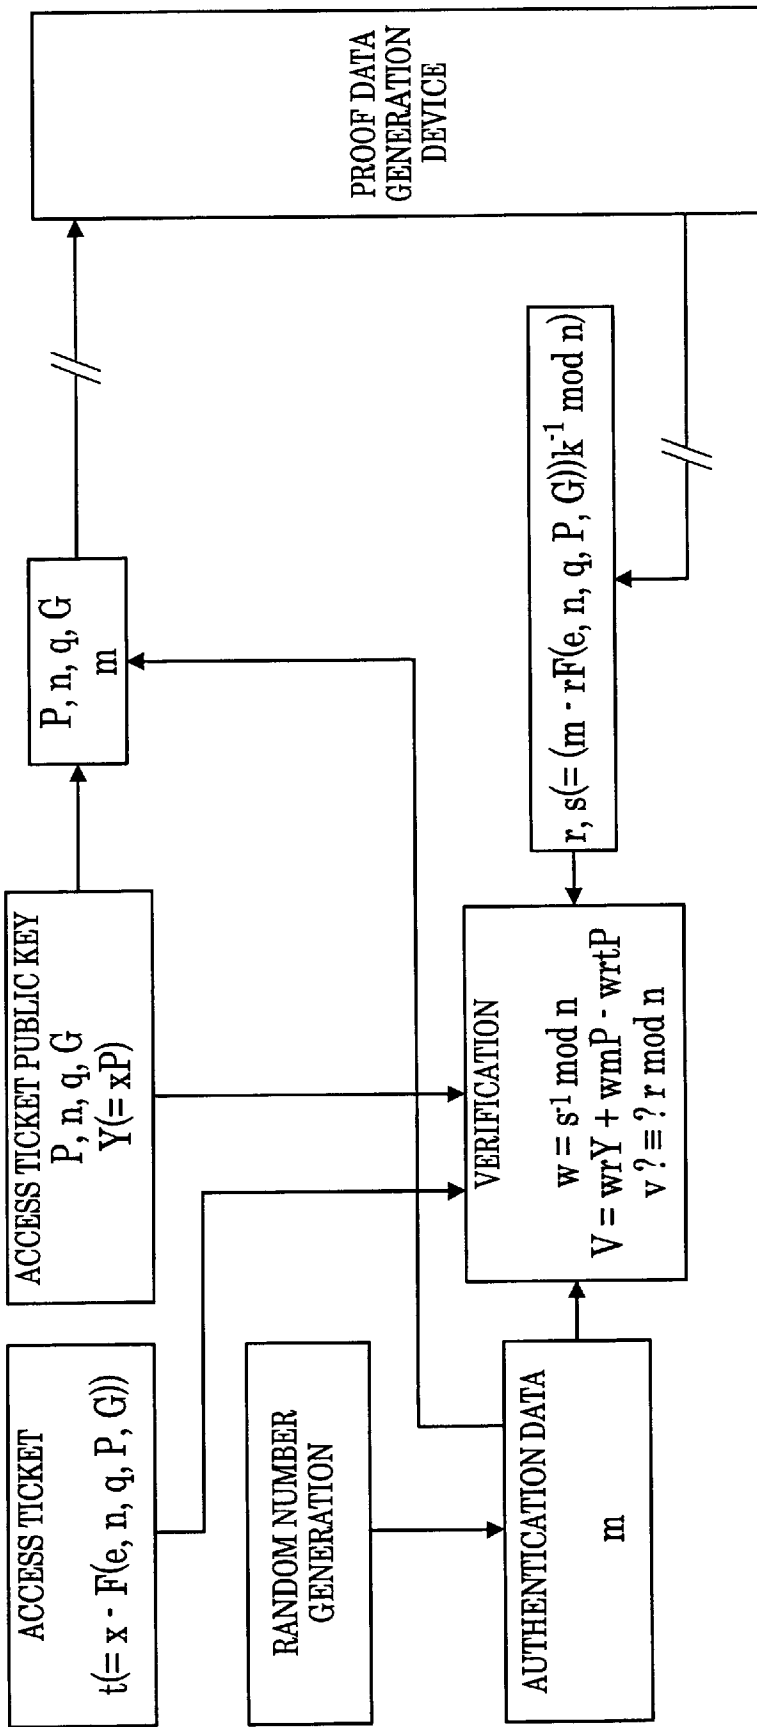 ACCESS TICKET
t(= x - F(e, n, q, P, G))
ACCESS TICKET PUBLIC KEY
P, n, q, G
Y(= xP)
P, n, q, G
m
PROOF DATA
GENERATION
DEVICE
RANDOM NUMBER
GENERATION
AUTHENTICATION DATA
m
VERIFICATION
w = s⁻¹ mod n
V = wrY + wmP - wrtP
v ? ≡ ? r mod n
r, s(= (m - rF(e, n, q, P, G))k⁻¹ mod n)